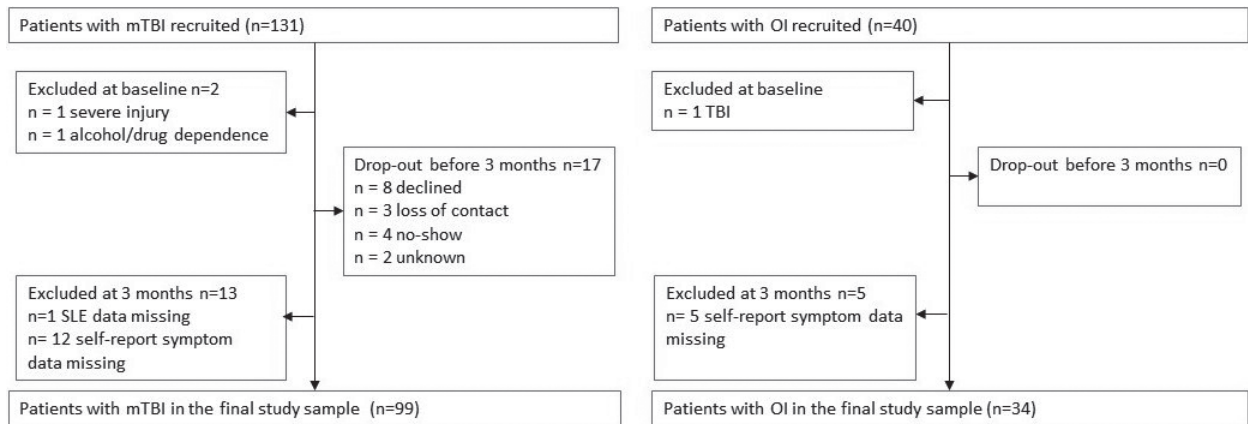 Patients with mTBI recruited (n=131)
Excluded at baseline n=2
n = 1 severe injury
n = 1 alcohol/drug dependence
Drop-out before 3 months n=17
n = 8 declined
n = 3 loss of contact
n = 4 no-show
n = 2 unknown
Excluded at 3 months n=13
n=1 SLE data missing
n= 12 self-report symptom
data missing
Patients with mTBI in the final study sample (n=99)
Patients with OI recruited (n=40)
Excluded at baseline
n = 1 TBI
Drop-out before 3 months n=0
Excluded at 3 months n=5
n= 5 self-report symptom data
missing
Patients with OI in the final study sample (n=34)